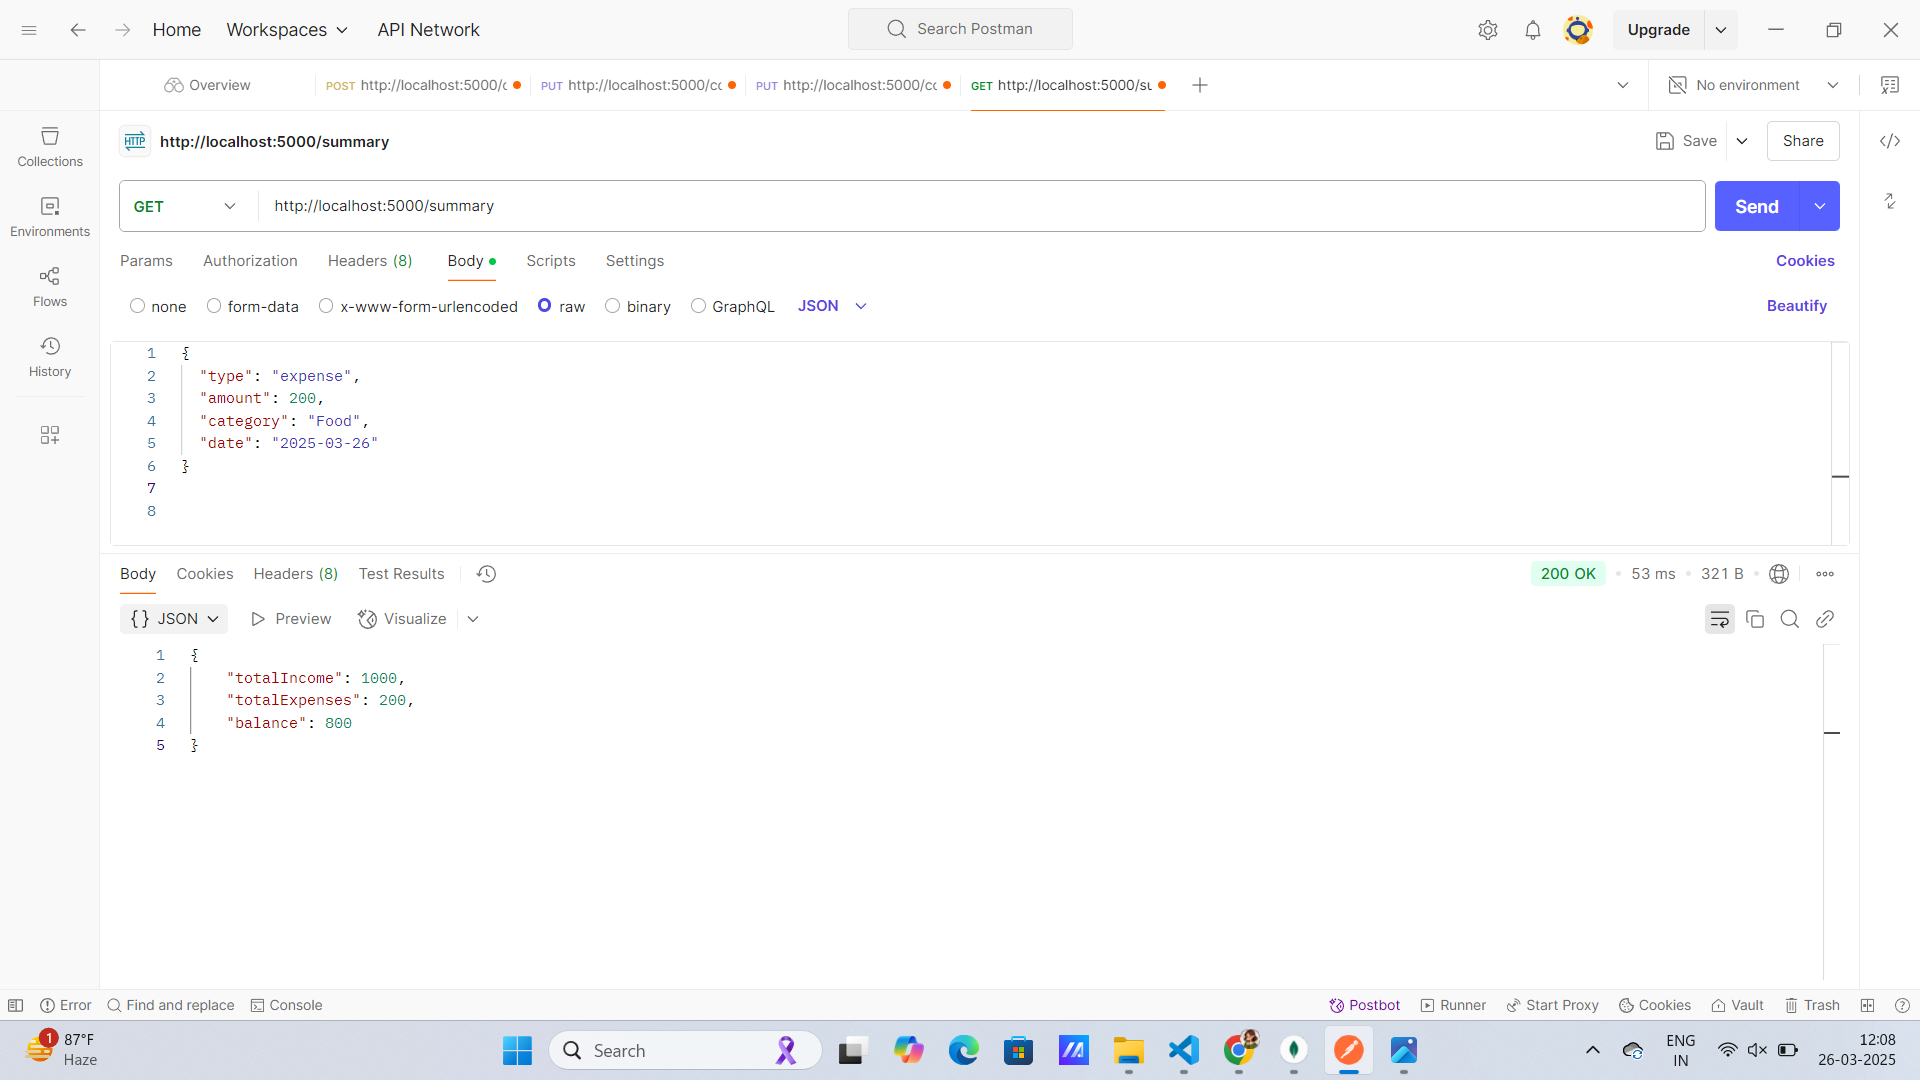 Home Workspaces API Network Search Postman Upgrade
Overview POST http://localhost:5000/c PUT http://localhost:5000/cc PUT http://localhost:5000/cc GET http://localhost:5000/su No environment
HTTP http://localhost:5000/summary Save Share
GET http://localhost:5000/summary Send
Collections
Environments
Flows
History
Params Authorization Headers (8) Body Scripts Settings Cookies
none form-data x-www-form-urlencoded raw binary GraphQL JSON Beautify
1 {
2 "type": "expense",
3 "amount": 200,
4 "category": "Food",
5 "date": "2025-03-26"
6 }
7
8
Body Cookies Headers (8) Test Results 200 OK 53 ms 321 B
{} JSON Preview Visualize
1 {
2 "totalIncome": 1000,
3 "totalExpenses": 200,
4 "balance": 800
5 }
Error Find and replace Console Postbot Runner Start Proxy Cookies Vault Trash
1 87°F
Haze
Search
ENG
IN
12:08
26-03-2025